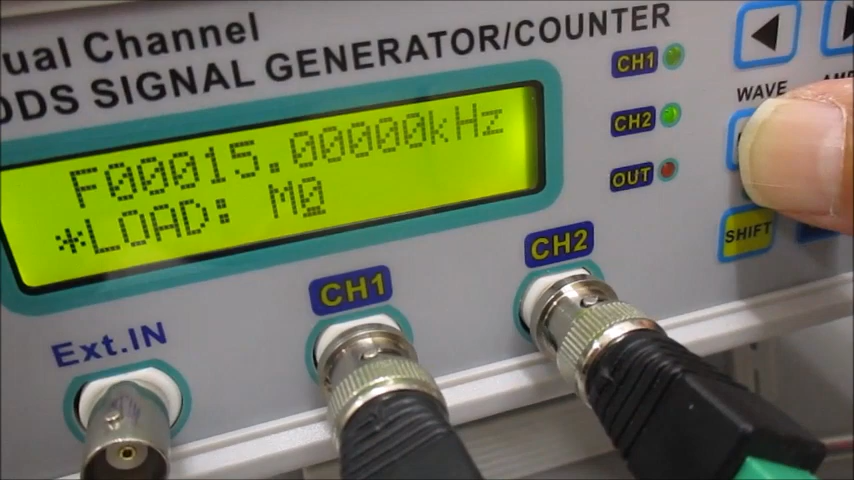 ual Channel
DDS SIGNAL GENERATOR/COUNTER
F00015.00000kHz
*LOAD: M0
CH1
CH2
OUT
WAVE
SHIFT
Ext.IN
CH1
CH2